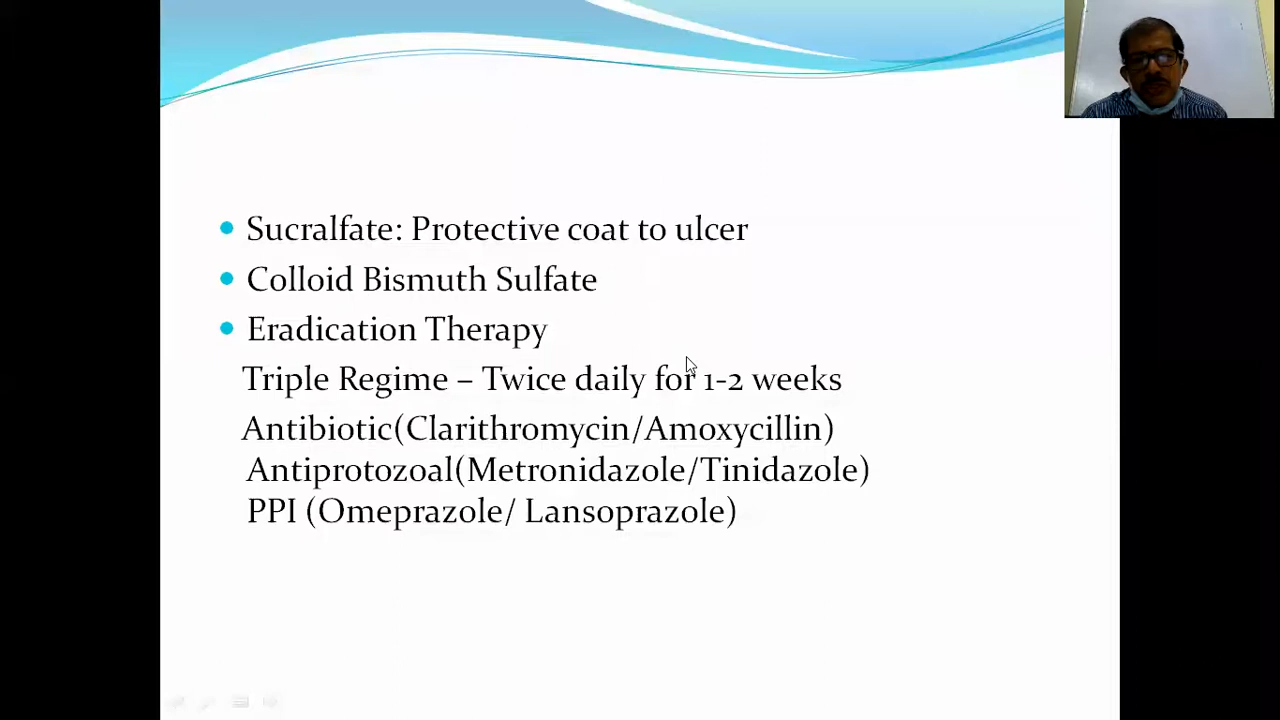 Sucralfate: Protective coat to ulcer
Colloid Bismuth Sulfate
Eradication Therapy
Triple Regime – Twice daily for 1-2 weeks
Antibiotic(Clarithromycin/Amoxycillin)
Antiprotozoal(Metronidazole/Tinidazole)
PPI (Omeprazole/ Lansoprazole)